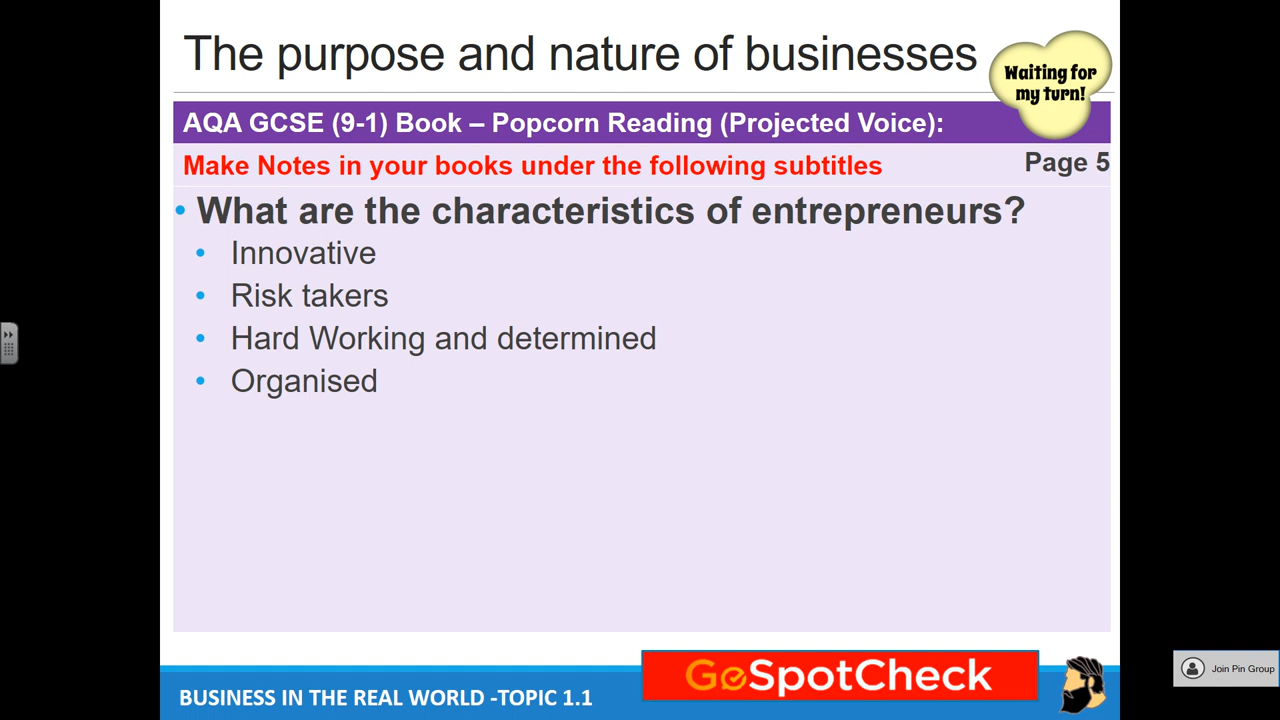 The purpose and nature of businesses
Waiting for
my turn!
AQA GCSE (9-1) Book – Popcorn Reading (Projected Voice):
Make Notes in your books under the following subtitles
Page 5
• What are the characteristics of entrepreneurs?
• Innovative
• Risk takers
• Hard Working and determined
• Organised
GoSpotCheck
BUSINESS IN THE REAL WORLD -TOPIC 1.1
Join Pin Group